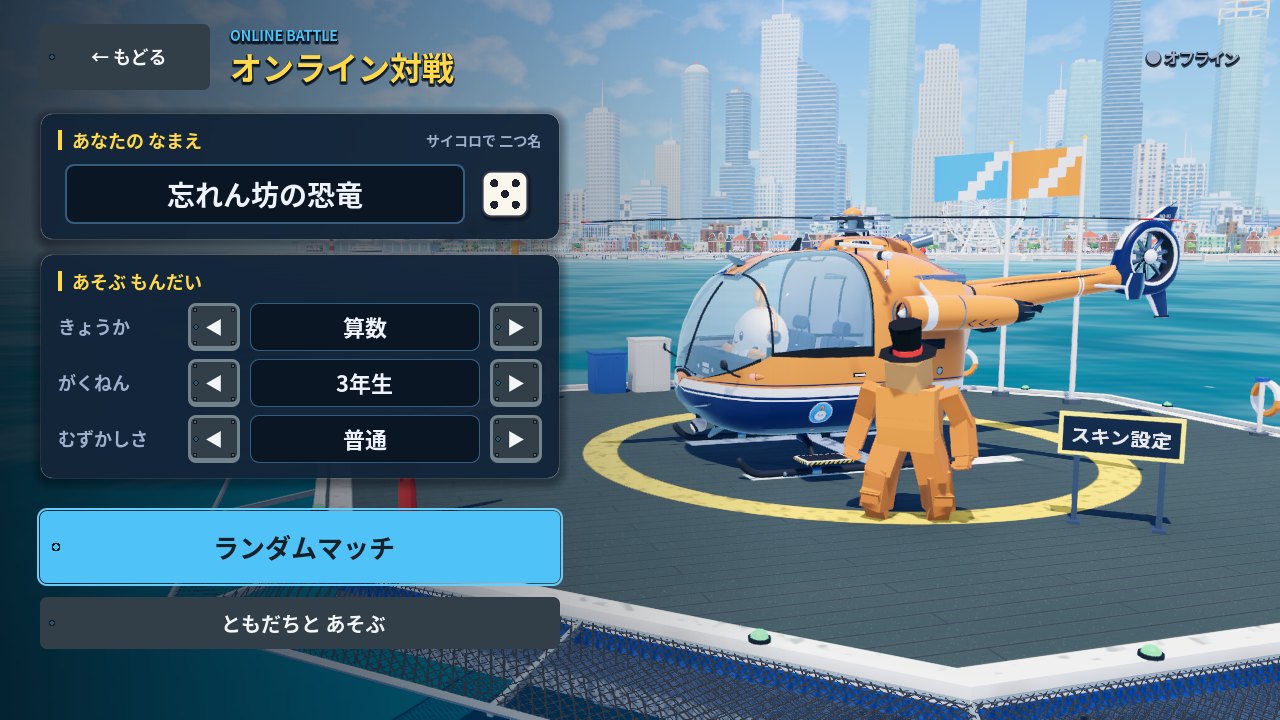 ←もどる
ONLINE BATTLE
オンライン対戦
オフライン
あなたの なまえ
サイコロで 二つ名
忘れん坊の恐竜
あそぶ もんだい
きょうか
◀
算数
▶
がくねん
◀
3年生
▶
むずかしさ
◀
普通
▶
スキン設定
ランダムマッチ
ともだちと あそぶ